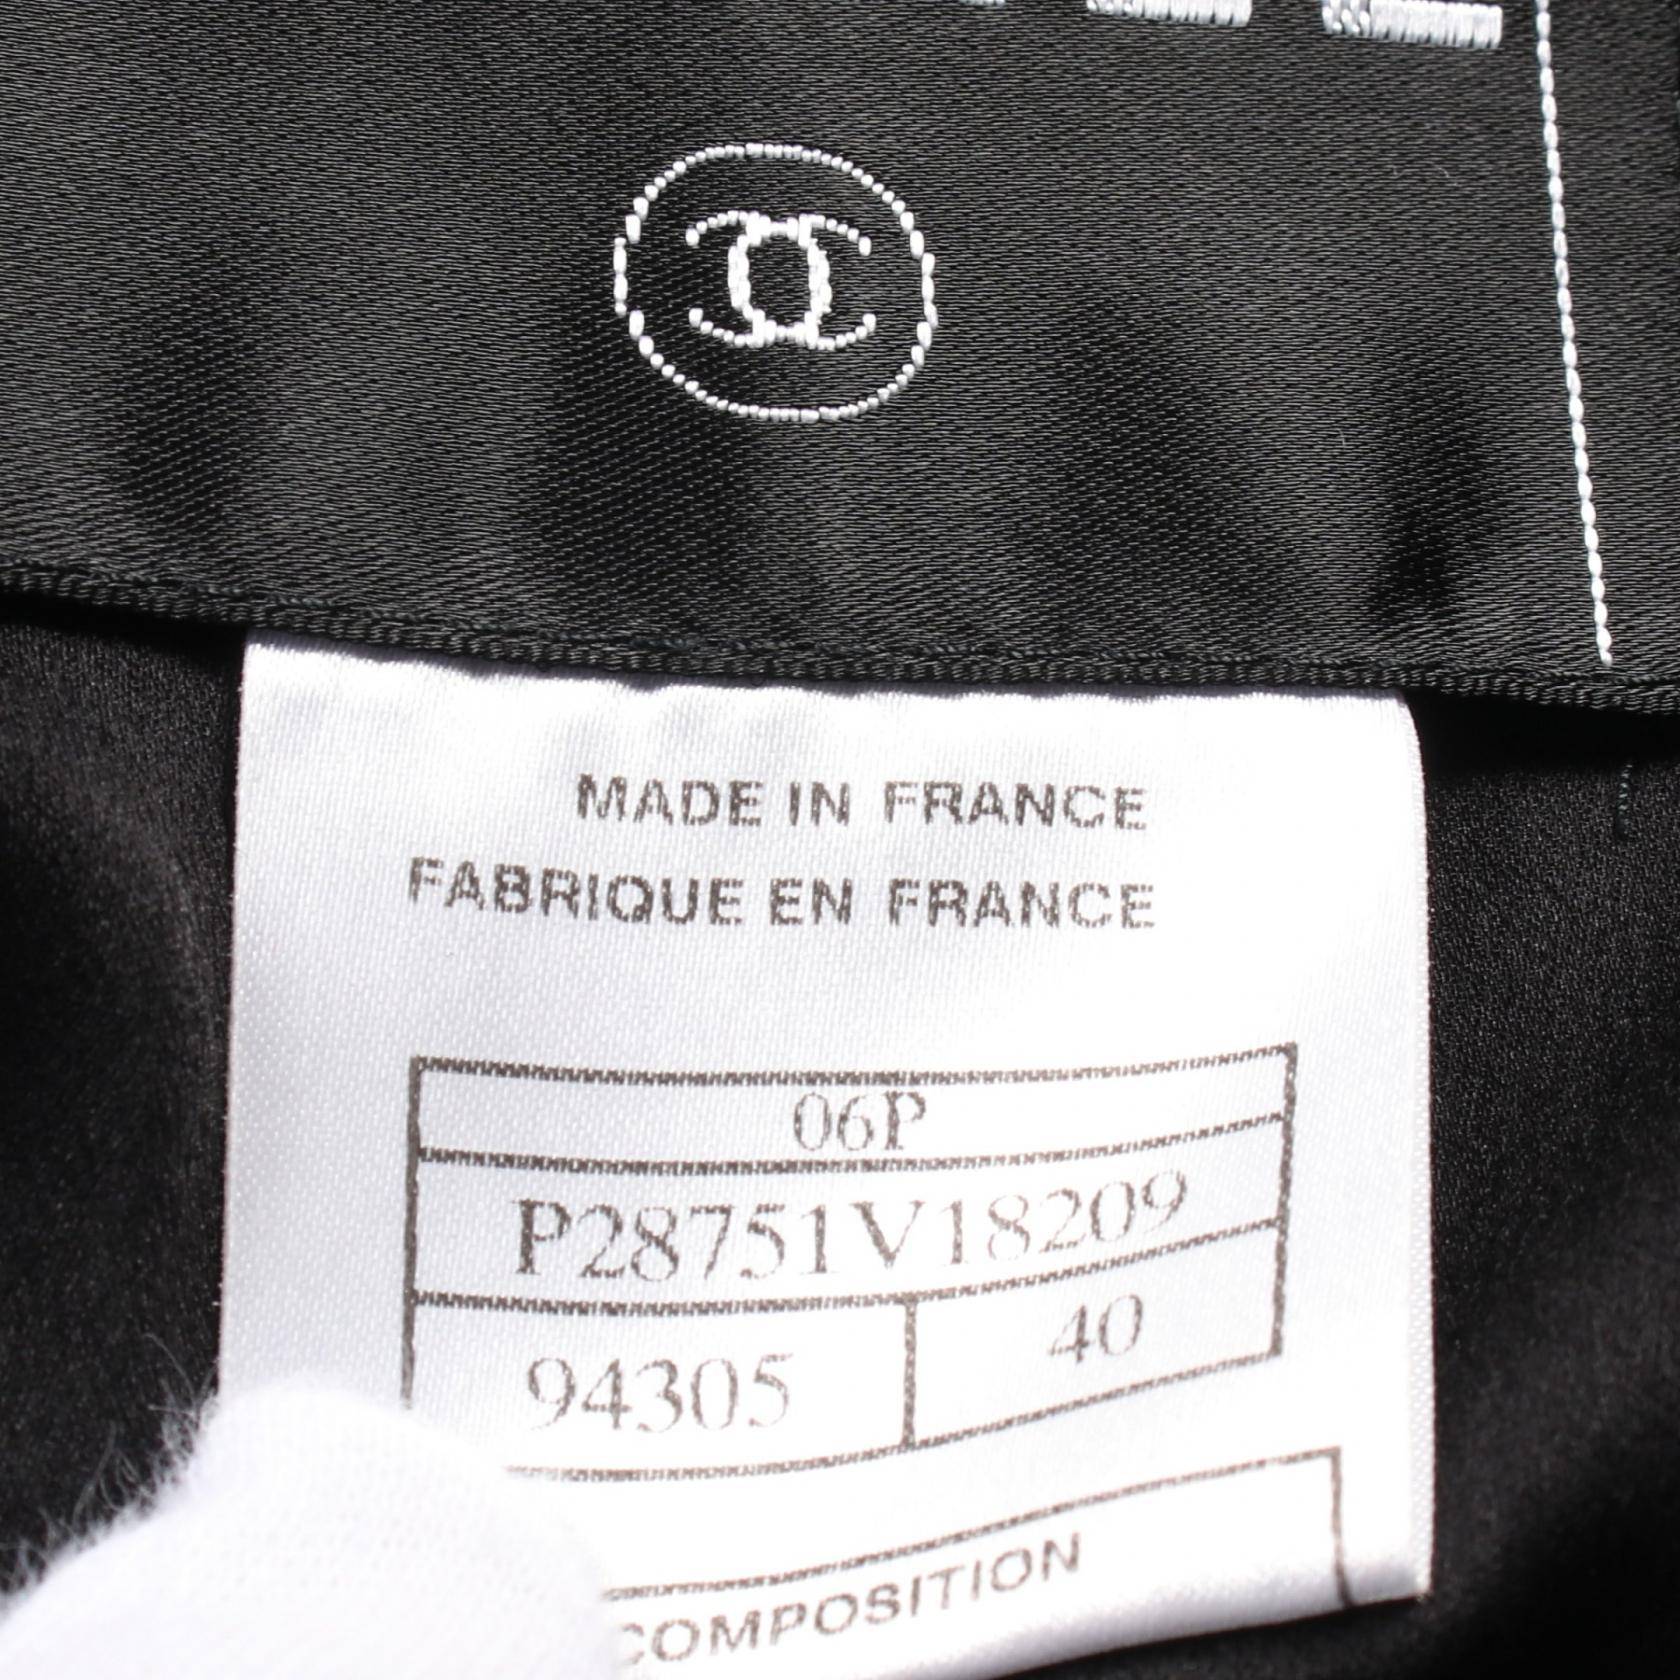 MADE IN FRANCE
FABRIQUE EN FRANCE
06P
P28751V18209
94305 40
COMPOSITION